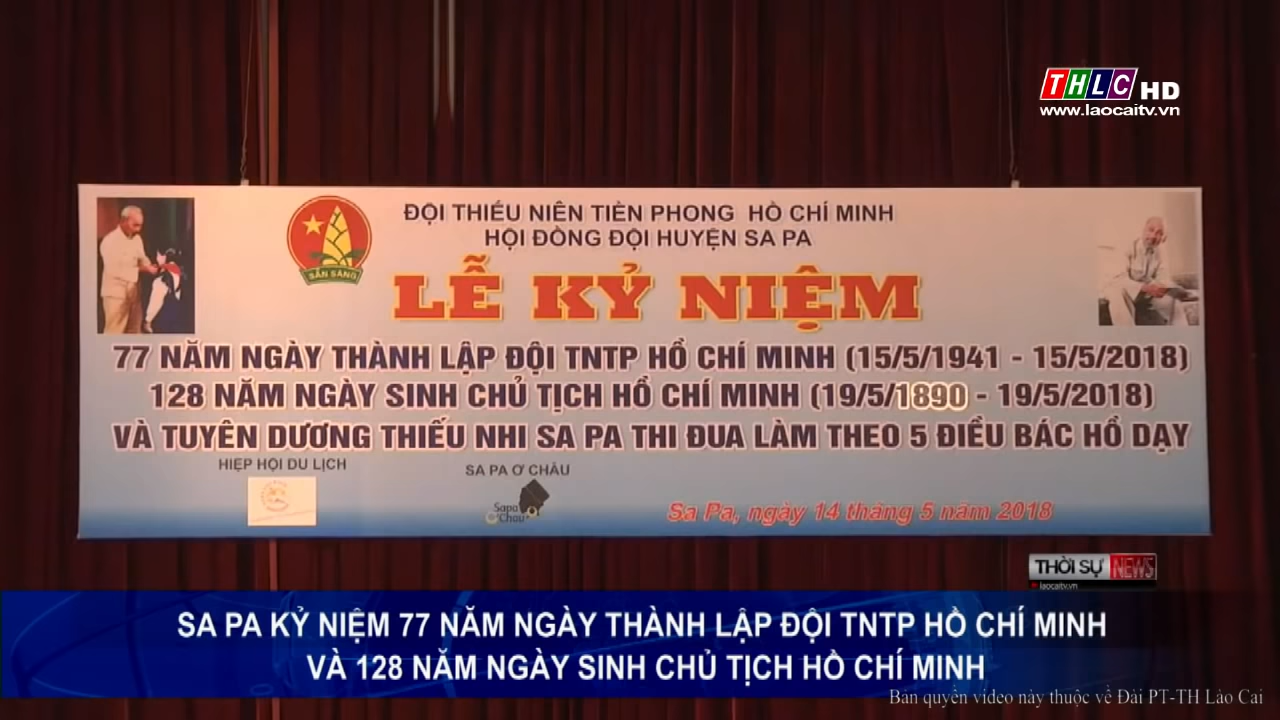 THLC HD
www.laocaitv.vn
ĐỘI THIẾU NIÊN TIỀN PHONG HỒ CHÍ MINH
HỘI ĐỒNG ĐỘI HUYỆN SA PA
SẴN SÀNG
LỄ KỶ NIỆM
77 NĂM NGÀY THÀNH LẬP ĐỘI TNTP HỒ CHÍ MINH (15/5/1941 - 15/5/2018)
128 NĂM NGÀY SINH CHỦ TỊCH HỒ CHÍ MINH (19/5/1890 - 19/5/2018)
VÀ TUYÊN DƯƠNG THIẾU NHI SA PA THI ĐUA LÀM THEO 5 ĐIỀU BÁC HỒ DẠY
HIỆP HỘI DU LỊCH
SA PA Ơ CHÂU
Sapa
O'Chau
Sa Pa, ngày 14 tháng 5 năm 2018
THỜI SỰ NEWS
laocaitv.vn
SA PA KỶ NIỆM 77 NĂM NGÀY THÀNH LẬP ĐỘI TNTP HỒ CHÍ MINH
VÀ 128 NĂM NGÀY SINH CHỦ TỊCH HỒ CHÍ MINH
Bản quyền video này thuộc về Đài PT-TH Lào Cai